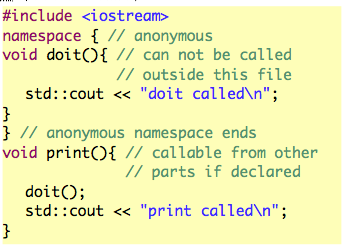 #include <iostream>
namespace { // anonymous
void doit(){ // can not be called
// outside this file
std::cout << "doit called\n";
}
} // anonymous namespace ends
void print(){ // callable from other
// parts if declared
doit();
std::cout << "print called\n";
}